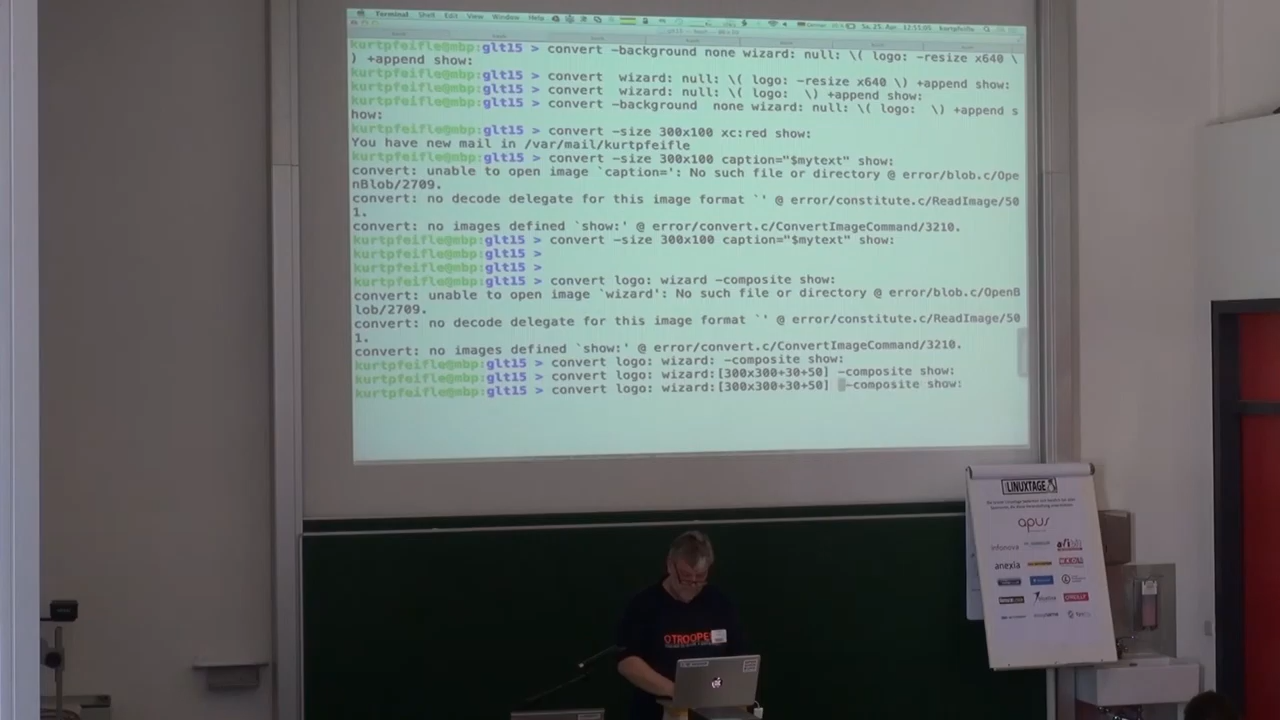 Terminal Shell Edit View Window Help
kurtpfeifle@mbp:glt15 > convert -background none wizard: null: \( logo: -resize x640 \
) +append show:
kurtpfeifle@mbp:glt15 > convert  wizard: null: \( logo: -resize x640 \) +append show:
kurtpfeifle@mbp:glt15 > convert  wizard: null: \( logo:  \) +append show:
kurtpfeifle@mbp:glt15 > convert -background  none wizard: null: \( logo:  \) +append s
how:
kurtpfeifle@mbp:glt15 > convert -size 300x100 xc:red show:
You have new mail in /var/mail/kurtpfeifle
kurtpfeifle@mbp:glt15 > convert -size 300x100 caption="$mytext" show:
convert: unable to open image `caption=': No such file or directory @ error/blob.c/Ope
nBlob/2709.
convert: no decode delegate for this image format `' @ error/constitute.c/ReadImage/50
1.
convert: no images defined `show:' @ error/convert.c/ConvertImageCommand/3210.
kurtpfeifle@mbp:glt15 > convert -size 300x100 caption="$mytext" show:
kurtpfeifle@mbp:glt15 >
kurtpfeifle@mbp:glt15 >
kurtpfeifle@mbp:glt15 > convert logo: wizard -composite show:
convert: unable to open image `wizard': No such file or directory @ error/blob.c/OpenB
lob/2709.
convert: no decode delegate for this image format `' @ error/constitute.c/ReadImage/50
1.
convert: no images defined `show:' @ error/convert.c/ConvertImageCommand/3210.
kurtpfeifle@mbp:glt15 > convert logo: wizard: -composite show:
kurtpfeifle@mbp:glt15 > convert logo: wizard:[300x300+30+50] -composite show:
kurtpfeifle@mbp:glt15 > convert logo: wizard:[300x300+30+50] -composite show:
LINUXTAGE
apus
infonova
anexia
O'REILLY
OTROOPE